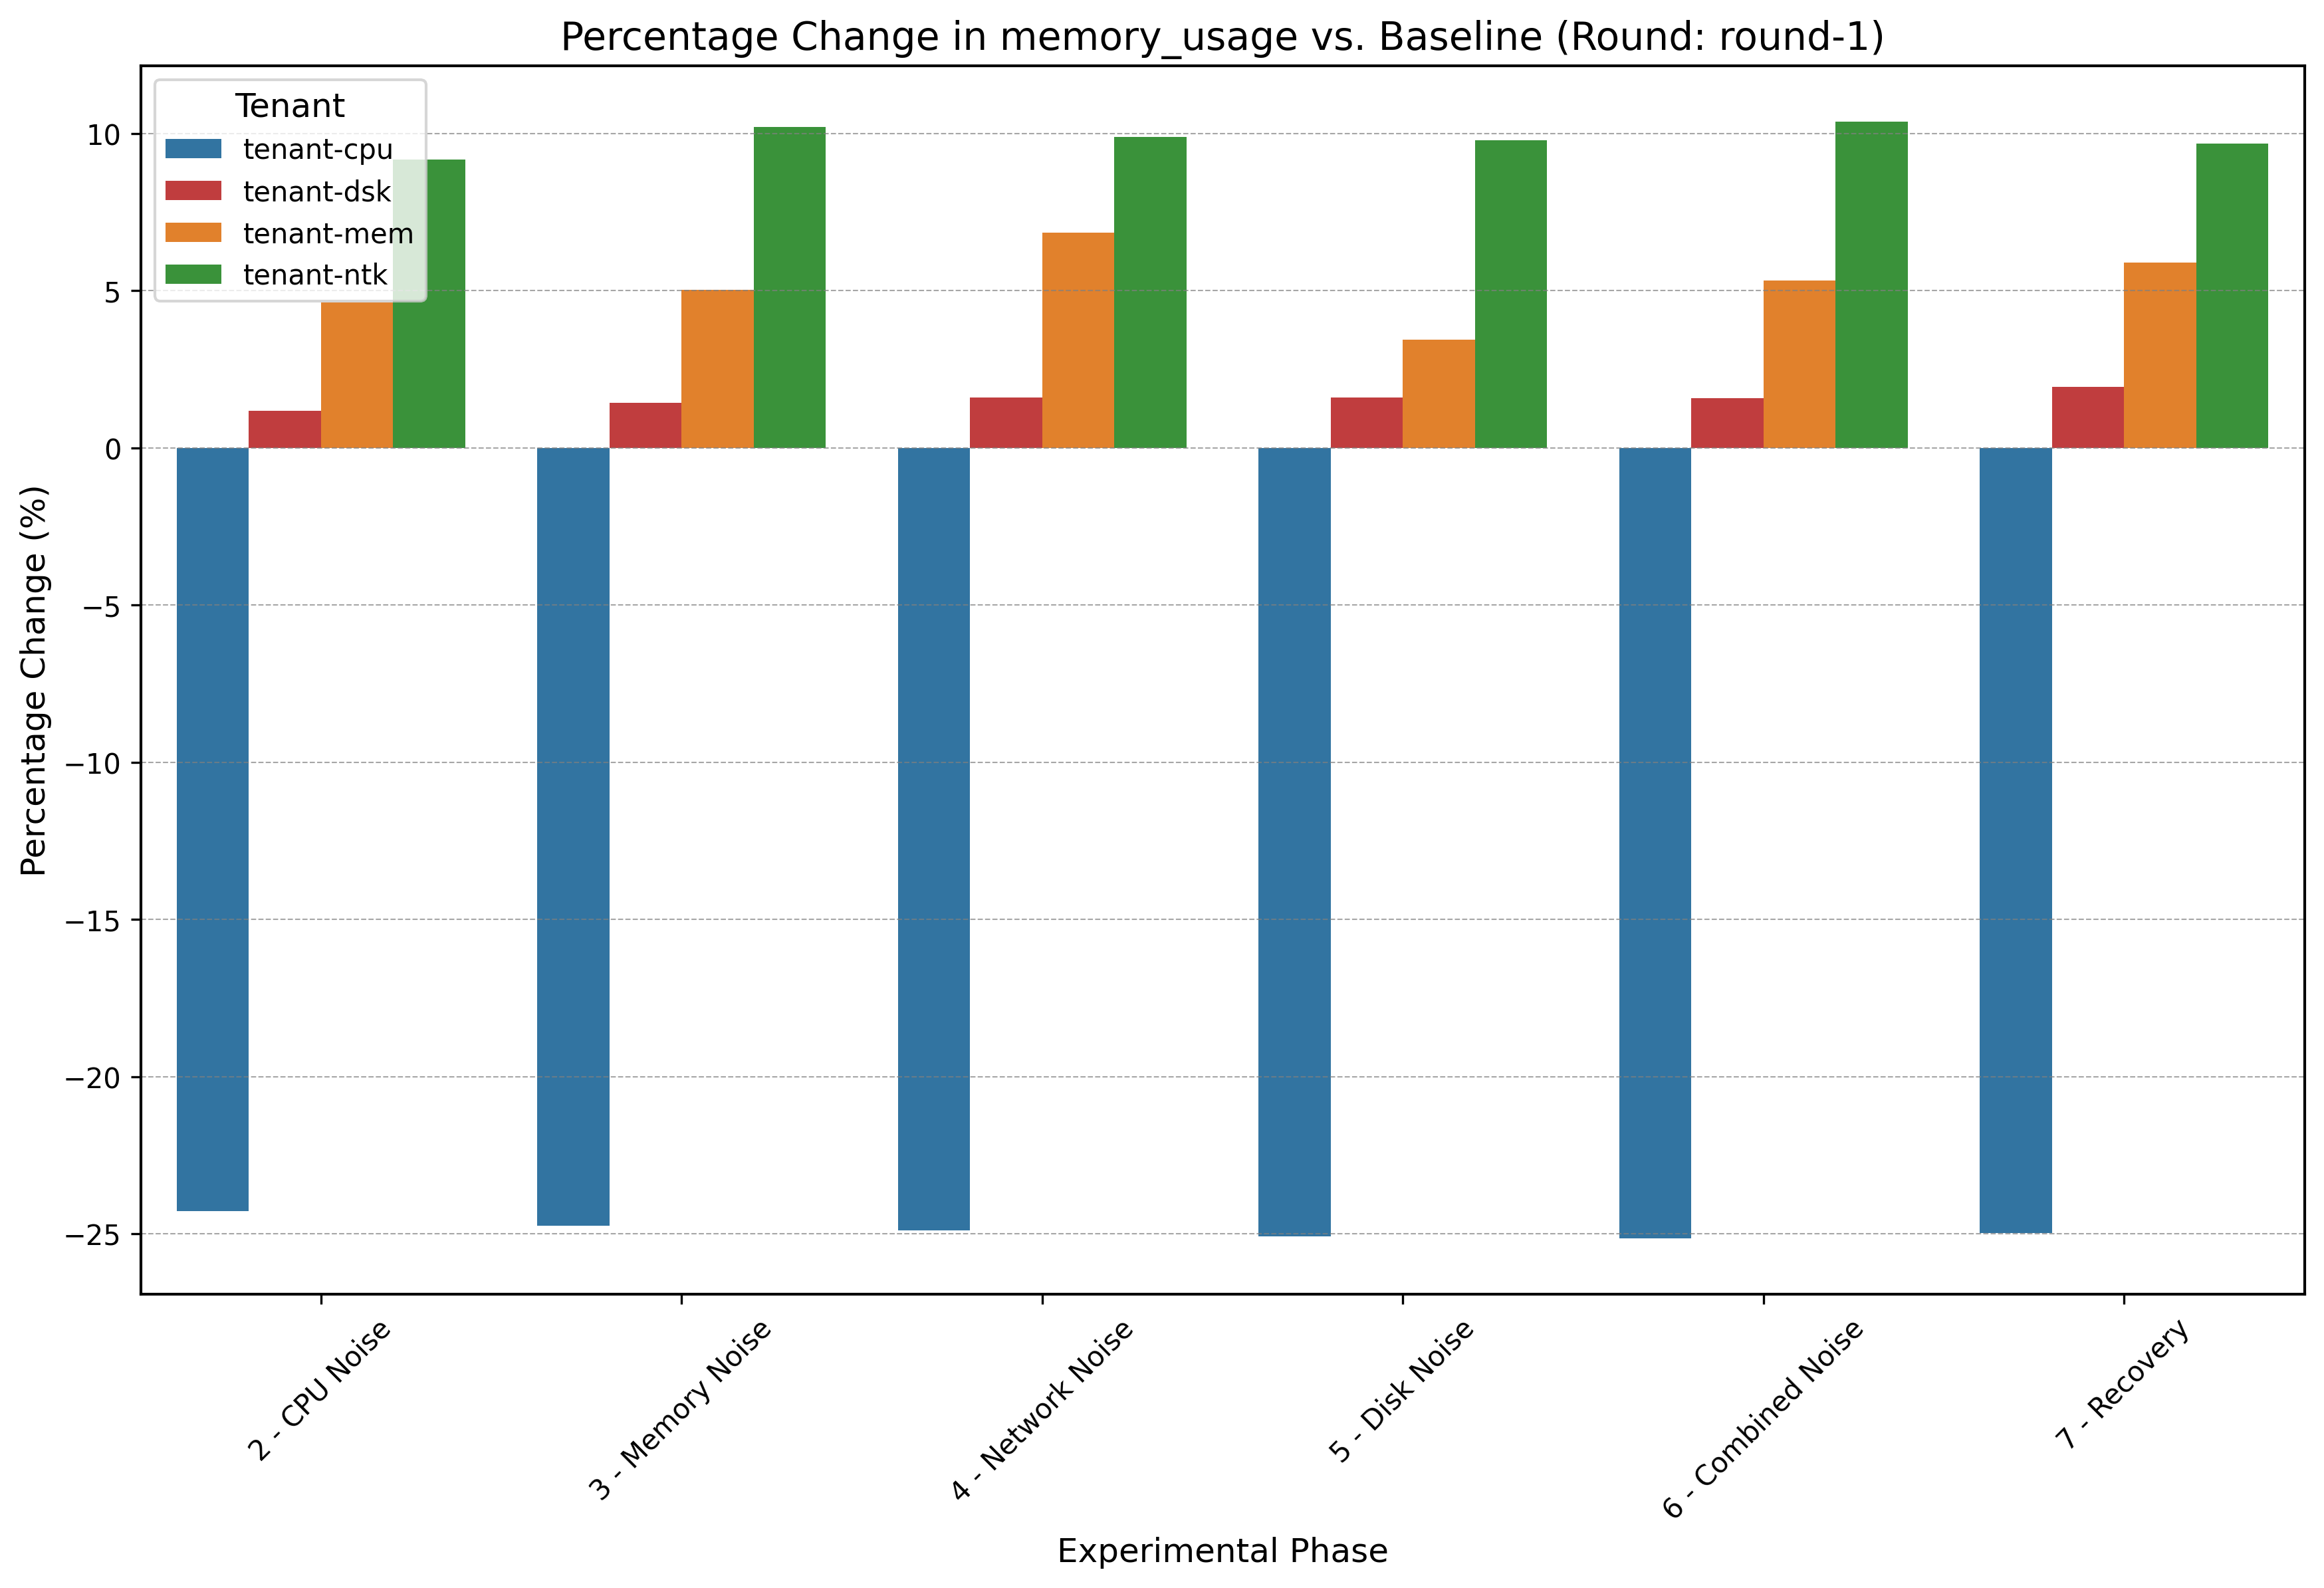 Percentage Change in memory_usage vs. Baseline (Round: round-1)
Tenant
tenant-cpu
tenant-dsk
tenant-mem
tenant-ntk
Percentage Change (%)
10
5
0
−5
−10
−15
−20
−25
2 - CPU Noise
3 - Memory Noise
4 - Network Noise
5 - Disk Noise
6 - Combined Noise
7 - Recovery
Experimental Phase